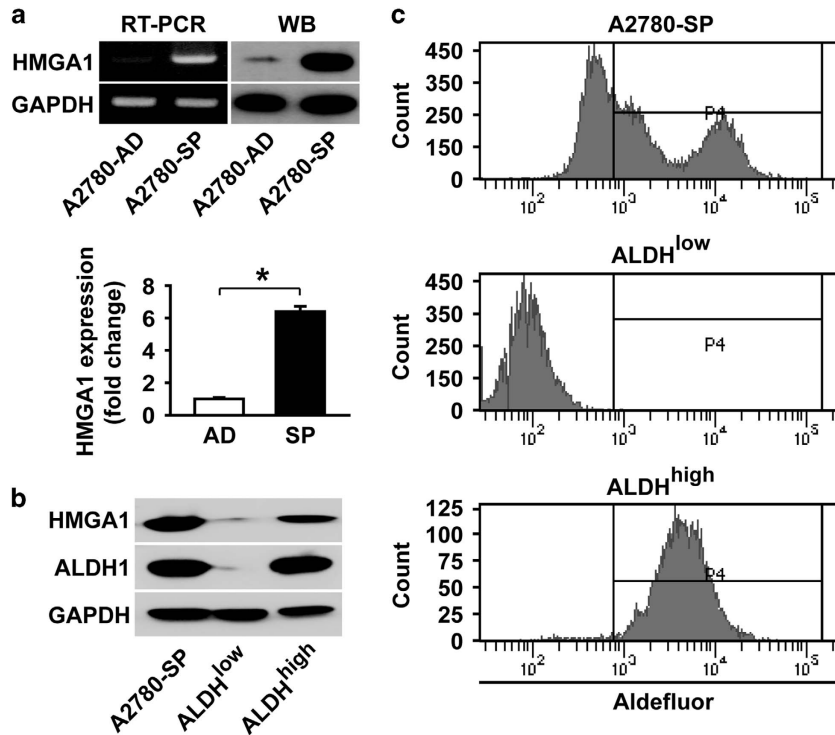 a
RT-PCR WB
HMGA1
GAPDH
A2780-AD A2780-SP A2780-AD A2780-SP
HMGA1 expression
(fold change)
8
6
4
2
0
*
AD SP
b
HMGA1
ALDH1
GAPDH
A2780-SP ALDHlow ALDHhigh
c
A2780-SP
Count
450
350
250
150
0
P4
10² 10³ 10⁴ 10⁵
ALDHlow
Count
450
350
250
150
0
P4
10² 10³ 10⁴ 10⁵
ALDHhigh
Count
125
100
75
50
25
0
P4
10² 10³ 10⁴ 10⁵
Aldefluor